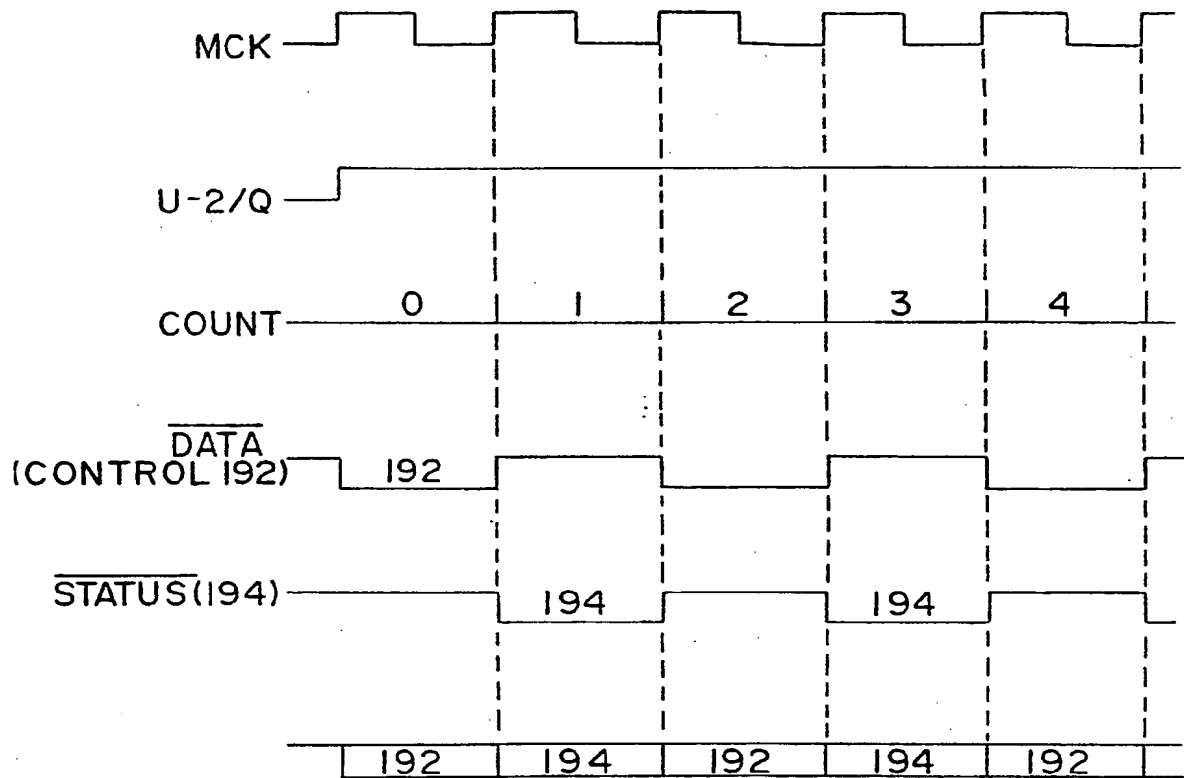 MCK
U-2/Q
COUNT 0 1 2 3 4
DATA
(CONTROL 192) 192
STATUS(194) 194 194
192 194 192 194 192